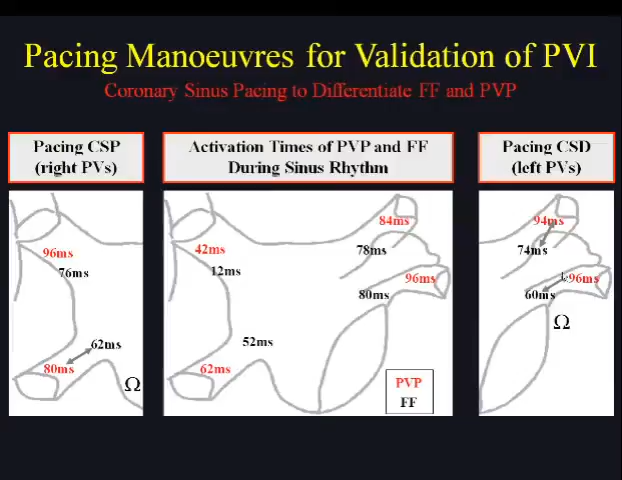 Pacing Manoeuvres for Validation of PVI
Coronary Sinus Pacing to Differentiate FF and PVP
Pacing CSP
(right PVs)
96ms
76ms
62ms
80ms
Ω
Activation Times of PVP and FF
During Sinus Rhythm
84ms
42ms
78ms
12ms
96ms
80ms
52ms
62ms
PVP
FF
Pacing CSD
(left PVs)
94ms
74ms
96ms
60ms
Ω